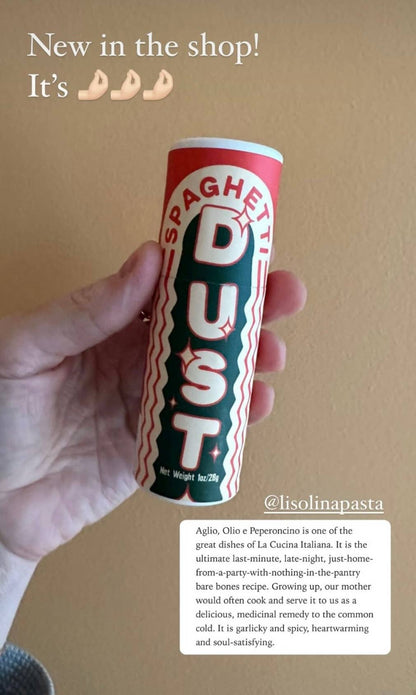 New in the shop!
It's 🤌🏻🤌🏻🤌🏻
SPAGHETTI
DUST
Net Weight 1oz/28g
@lisolinapasta
Aglio, Olio e Peperoncino is one of the
great dishes of La Cucina Italiana. It is the
ultimate last-minute, late-night, just-home-
from-a-party-with-nothing-in-the-pantry
bare bones recipe. Growing up, our mother
would often cook and serve it to us as a
delicious, medicinal remedy to the common
cold. It is garlicky and spicy, heartwarming
and soul-satisfying.